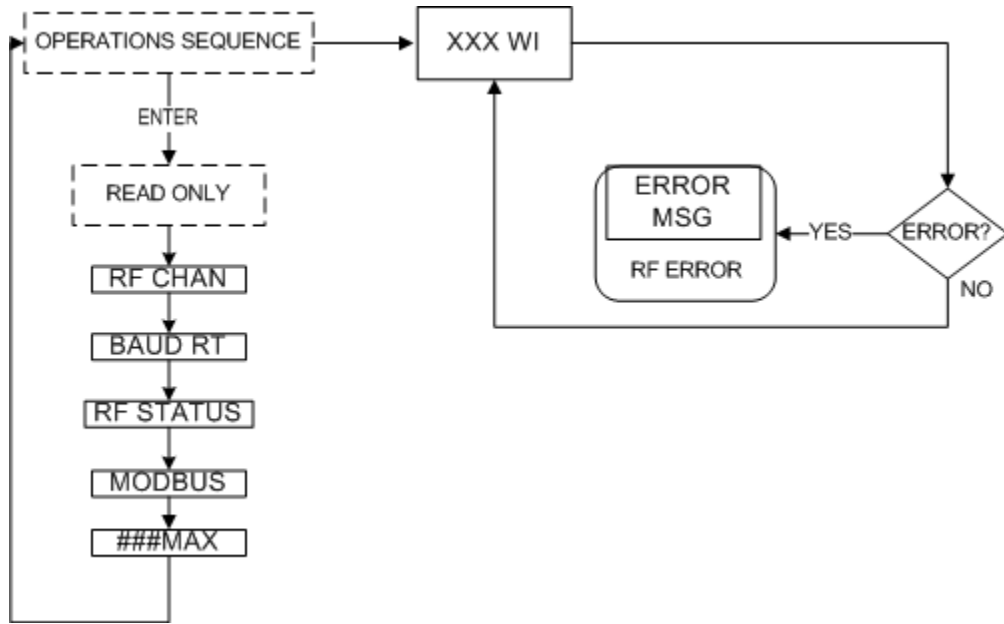 OPERATIONS SEQUENCE
XXX WI
ENTER
READ ONLY
ERROR
MSG
RF ERROR
YES
ERROR?
NO
RF CHAN
BAUD RT
RF STATUS
MODBUS
###MAX